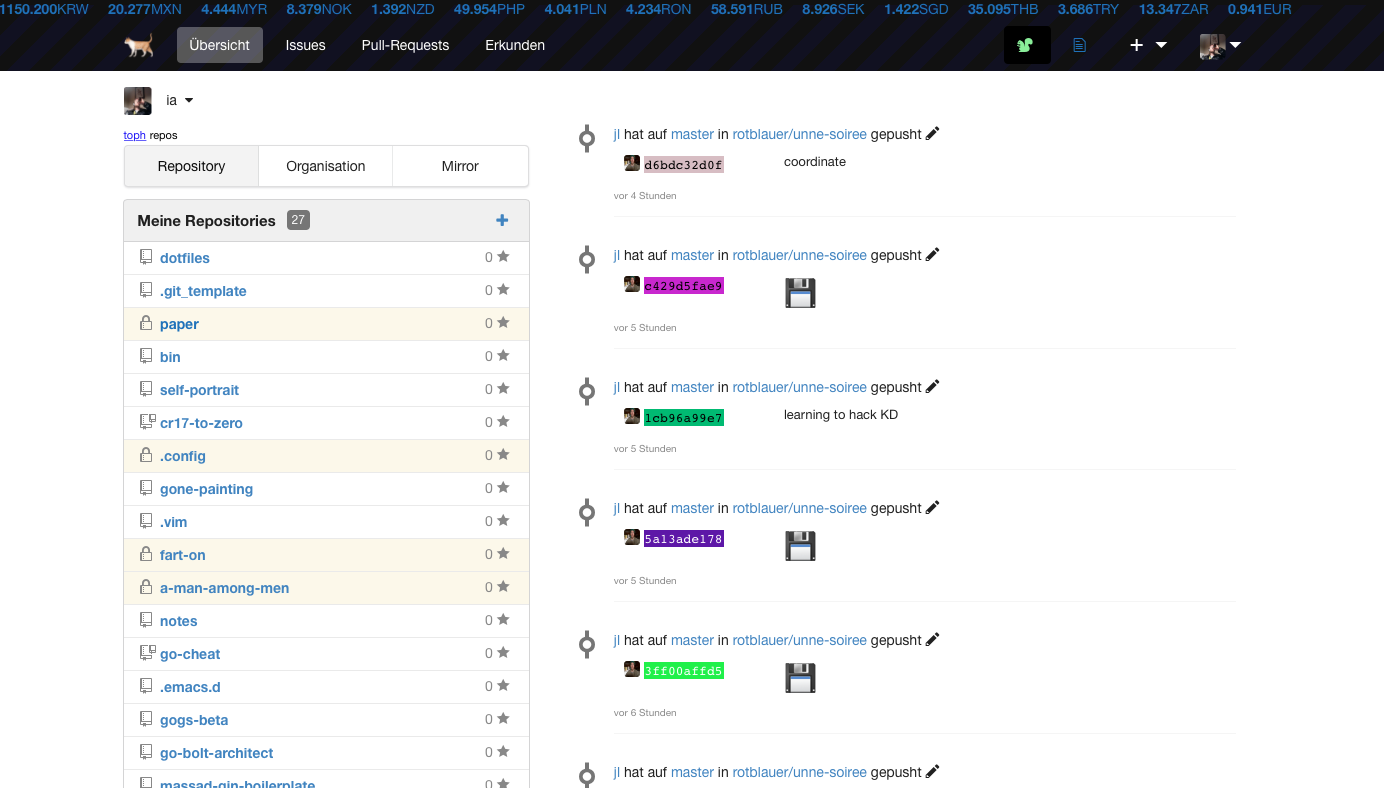 1150.200KRW 20.277MXN 4.444MYR 8.379NOK 1.392NZD 49.954PHP 4.041PLN 4.234RON 58.591RUB 8.926SEK 1.422SGD 35.095THB 3.686TRY 13.347ZAR 0.941EUR
Übersicht Issues Pull-Requests Erkunden
ia
toph repos
Repository Organisation Mirror
Meine Repositories 27
dotfiles 0
.git_template 0
paper 0
bin 0
self-portrait 0
cr17-to-zero 0
.config 0
gone-painting 0
.vim 0
fart-on 0
a-man-among-men 0
notes 0
go-cheat 0
.emacs.d 0
gogs-beta 0
go-bolt-architect 0
massad-gin-boilerplate 0
jl hat auf master in rotblauer/unne-soiree gepusht
d6bdc32d0f coordinate
vor 4 Stunden
jl hat auf master in rotblauer/unne-soiree gepusht
c429d5fae9
vor 5 Stunden
jl hat auf master in rotblauer/unne-soiree gepusht
1cb96a99e7 learning to hack KD
vor 5 Stunden
jl hat auf master in rotblauer/unne-soiree gepusht
5a13ade178
vor 5 Stunden
jl hat auf master in rotblauer/unne-soiree gepusht
3ff00affd5
vor 6 Stunden
jl hat auf master in rotblauer/unne-soiree gepusht